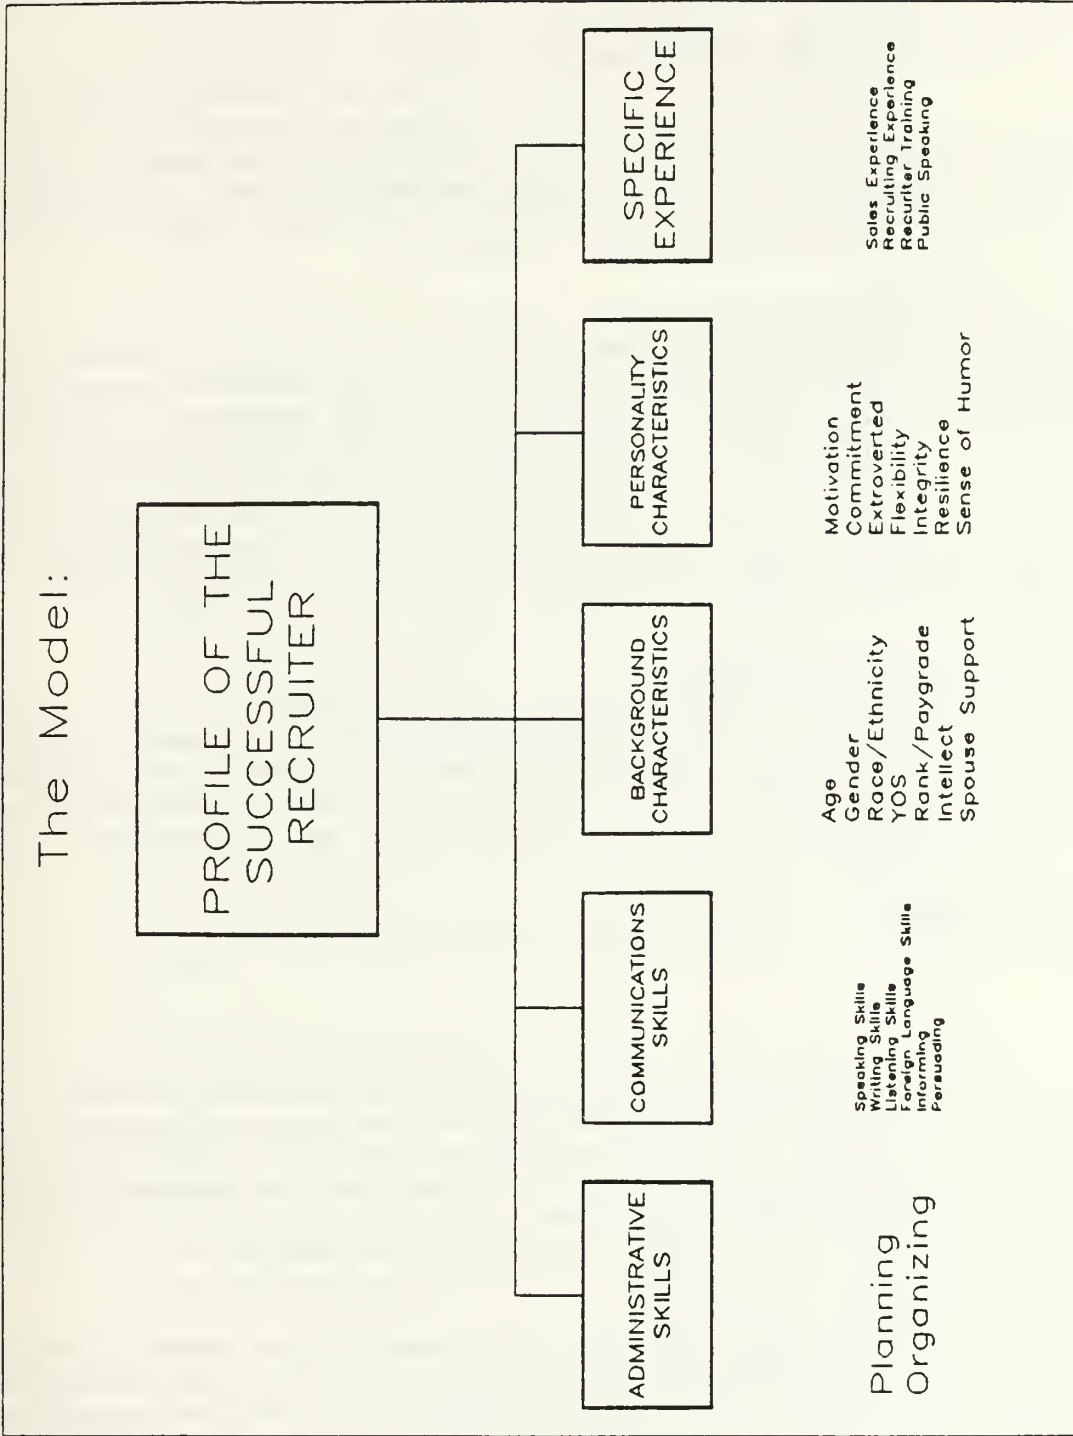 The Model:
PROFILE OF THE
SUCCESSFUL
RECRUITER
ADMINISTRATIVE
SKILLS
Planning
Organizing
COMMUNICATIONS
SKILLS
Speaking Skills
Writing Skills
Listening Skills
Foreign Language Skills
Informing
Persuading
BACKGROUND
CHARACTERISTICS
Age
Gender
Race/Ethnicity
YOS
Rank/Paygrade
Intellect
Spouse Support
PERSONALITY
CHARACTERISTICS
Motivation
Commitment
Extroverted
Flexibility
Integrity
Resilience
Sense of Humor
SPECIFIC
EXPERIENCE
Sales Experience
Recruiting Experience
Recuriter Training
Public Speaking